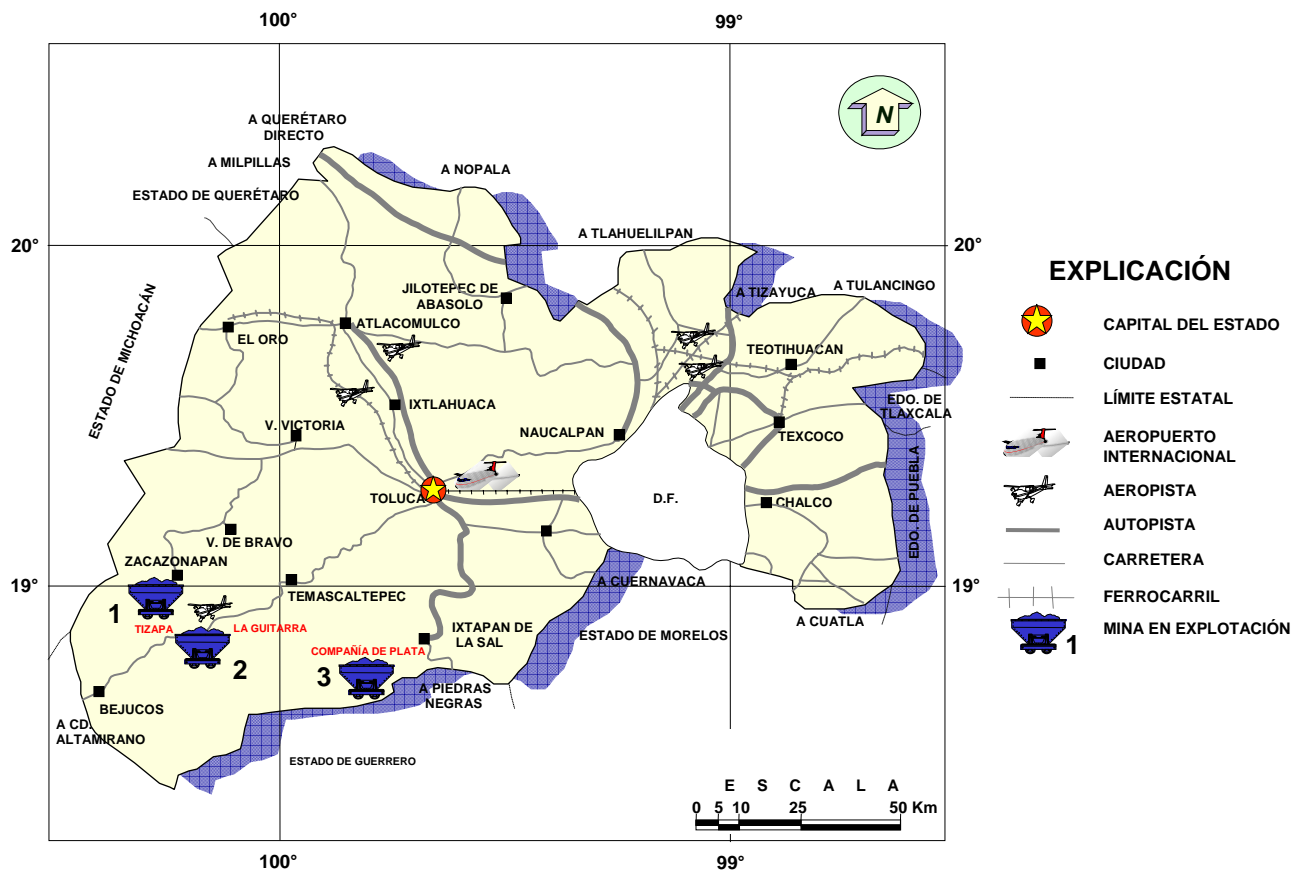 100°
99°
A QUERÉTARO
DIRECTO
A MILPILLAS
A NOPALA
ESTADO DE QUERÉTARO
A TLAHUELILPAN
20°
20°
A TIZAYUCA
A TULANCINGO
JILOTEPEC DE
ABASOLO
ESTADO DE MICHOACÁN
ATLACOMULCO
EL ORO
TEOTIHUACAN
IXTLAHUACA
EDO. DE
TLAXCALA
V. VICTORIA
NAUCALPAN
TEXCOCO
TOLUCA
D.F.
CHALCO
EDO. DE PUEBLA
V. DE BRAVO
ZACAZONAPAN
19°
19°
TEMASCALTEPEC
A CUERNAVACA
1
TIZAPA
LA GUITARRA
IXTAPAN DE
LA SAL
ESTADO DE MORELOS
A CUATLA
COMPAÑÍA DE PLATA
2
3
A PIEDRAS
NEGRAS
BEJUCOS
A CD.
ALTAMIRANO
ESTADO DE GUERRERO
E S C A L A
0 5 10 25 50 Km
100°
99°
N
EXPLICACIÓN
CAPITAL DEL ESTADO
CIUDAD
LÍMITE ESTATAL
AEROPUERTO
INTERNACIONAL
AEROPISTA
AUTOPISTA
CARRETERA
FERROCARRIL
1
MINA EN EXPLOTACIÓN